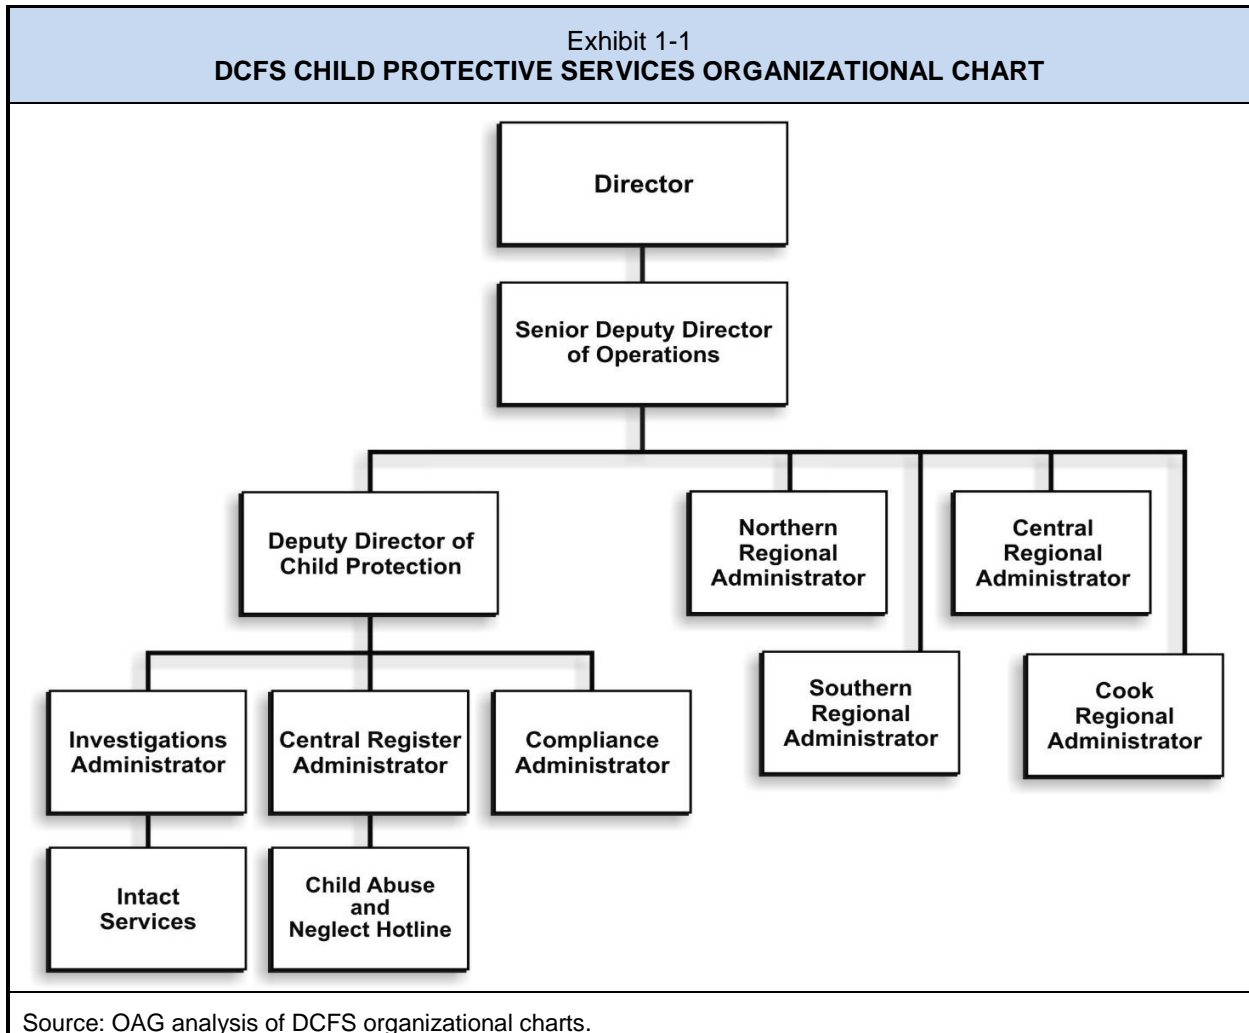 Exhibit 1-1
DCFS CHILD PROTECTIVE SERVICES ORGANIZATIONAL CHART
Director
Senior Deputy Director
of Operations
Deputy Director of
Child Protection
Northern
Regional
Administrator
Central
Regional
Administrator
Southern
Regional
Administrator
Cook
Regional
Administrator
Investigations
Administrator
Central Register
Administrator
Compliance
Administrator
Intact
Services
Child Abuse
and
Neglect Hotline
Source: OAG analysis of DCFS organizational charts.